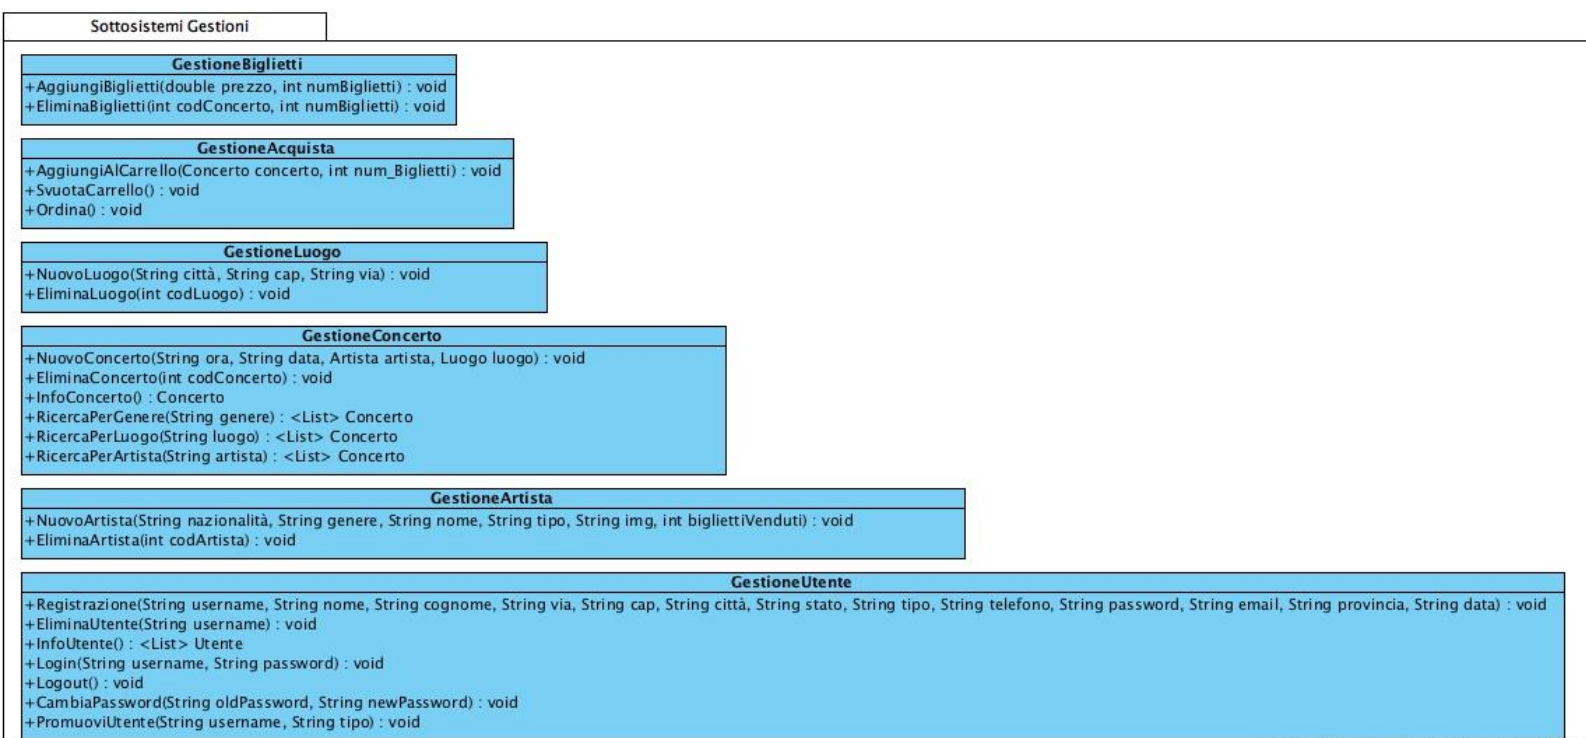 Sottosistemi Gestioni
GestioneBiglietti
+AggiungiBiglietti(double prezzo, int numBiglietti) : void
+EliminaBiglietti(int codConcerto, int numBiglietti) : void
GestioneAcquista
+AggiungiAlCarrello(Concerto concerto, int num_Biglietti) : void
+SvuotaCarrello() : void
+Ordina() : void
GestioneLuogo
+NuovoLuogo(String città, String cap, String via) : void
+EliminaLuogo(int codLuogo) : void
GestioneConcerto
+NuovoConcerto(String ora, String data, Artista artista, Luogo luogo) : void
+EliminaConcerto(int codConcerto) : void
+InfoConcerto() : Concerto
+RicercaPerGenere(String genere) : <List> Concerto
+RicercaPerLuogo(String luogo) : <List> Concerto
+RicercaPerArtista(String artista) : <List> Concerto
GestioneArtista
+NuovoArtista(String nazionalità, String genere, String nome, String tipo, String img, int bigliettiVenduti) : void
+EliminaArtista(int codArtista) : void
GestioneUtente
+Registrazione(String username, String nome, String cognome, String via, String cap, String città, String stato, String tipo, String telefono, String password, String email, String provincia, String data) : void
+EliminaUtente(String username) : void
+InfoUtente() : <List> Utente
+Login(String username, String password) : void
+Logout() : void
+CambiaPassword(String oldPassword, String newPassword) : void
+PromuoviUtente(String username, String tipo) : void